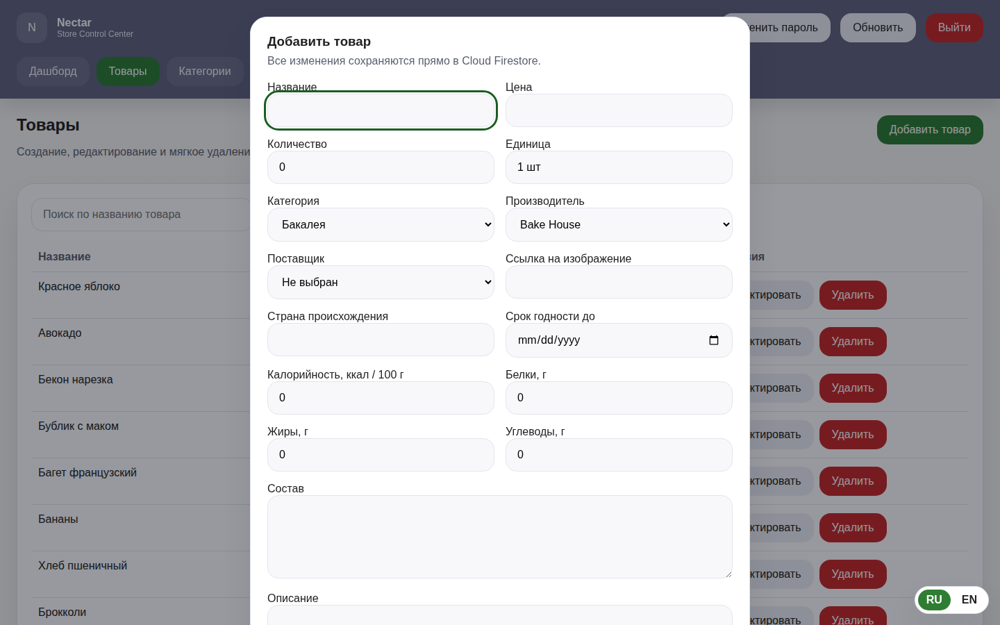 N
Nectar
Store Control Center
енить пароль
Обновить
Выйти
Дашборд
Товары
Категории
Товары
Создание, редактирование и мягкое удалени
Добавить товар
Поиск по названию товара
Название
вия
Красное яблоко
ктировать
Удалить
Авокадо
ктировать
Удалить
Бекон нарезка
ктировать
Удалить
Бублик с маком
ктировать
Удалить
Багет французский
ктировать
Удалить
Бананы
ктировать
Удалить
Хлеб пшеничный
ктировать
Удалить
Брокколи
ктировать
Удалить
Добавить товар
Все изменения сохраняются прямо в Cloud Firestore.
Название
Цена
Количество
Единица
0
1 шт
Категория
Производитель
Бакалея
Bake House
Поставщик
Ссылка на изображение
Не выбран
Страна происхождения
Срок годности до
mm/dd/yyyy
Калорийность, ккал / 100 г
Белки, г
0
0
Жиры, г
Углеводы, г
0
0
Состав
Описание
RU
EN